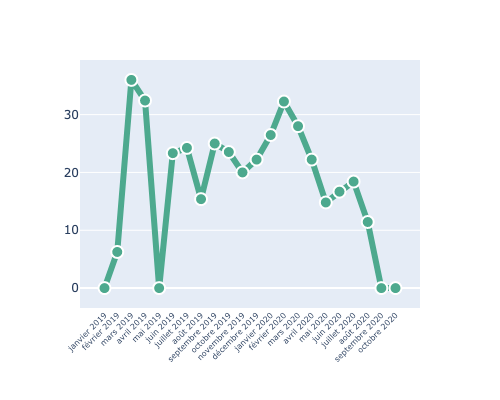 30
20
10
0
janvier 2019
février 2019
mars 2019
avril 2019
mai 2019
juin 2019
juillet 2019
août 2019
septembre 2019
octobre 2019
novembre 2019
décembre 2019
janvier 2020
février 2020
mars 2020
avril 2020
mai 2020
juin 2020
juillet 2020
août 2020
septembre 2020
octobre 2020